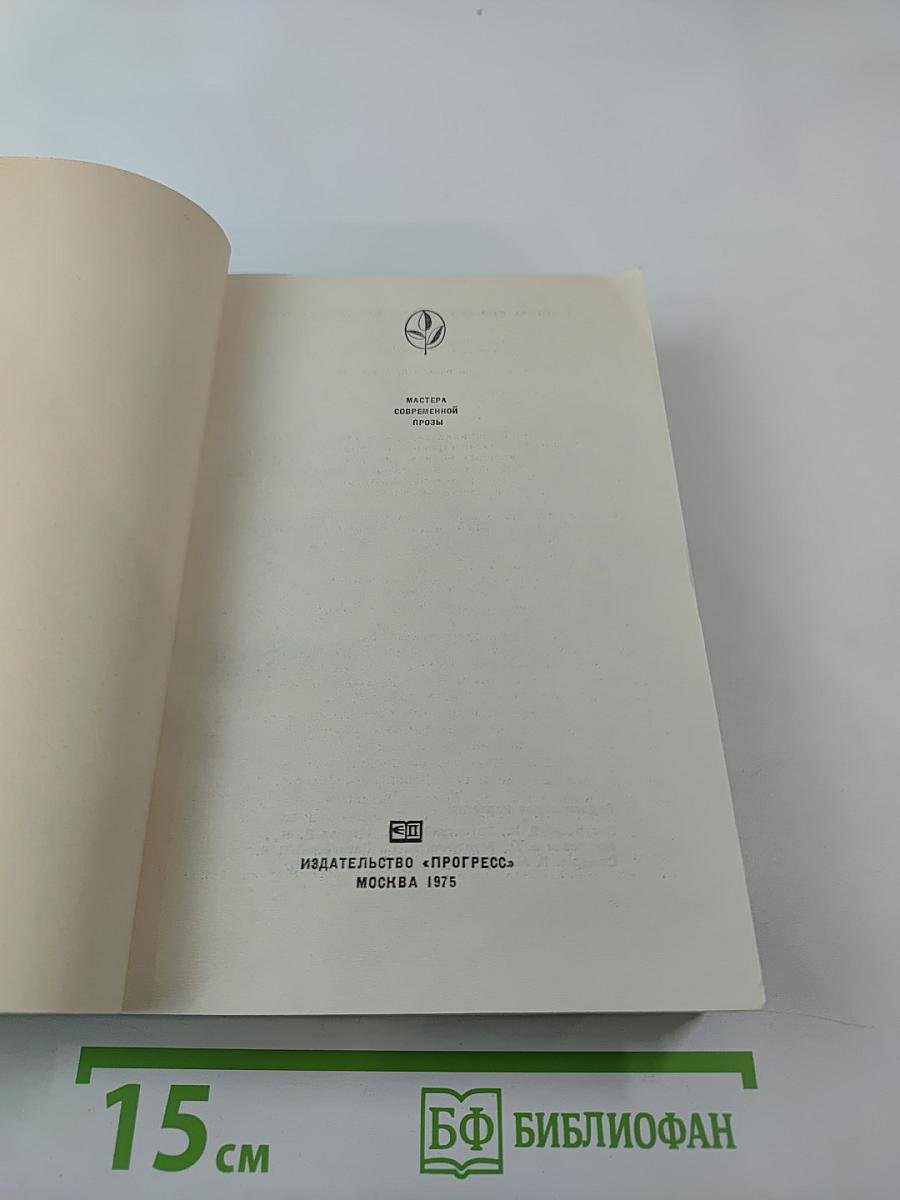 МАСТЕРА
СОВРЕМЕННОЙ
ПРОЗЫ
ИЗДАТЕЛЬСТВО «ПРОГРЕСС»
МОСКВА 1975
15 см
БФ БИБЛИОФАН